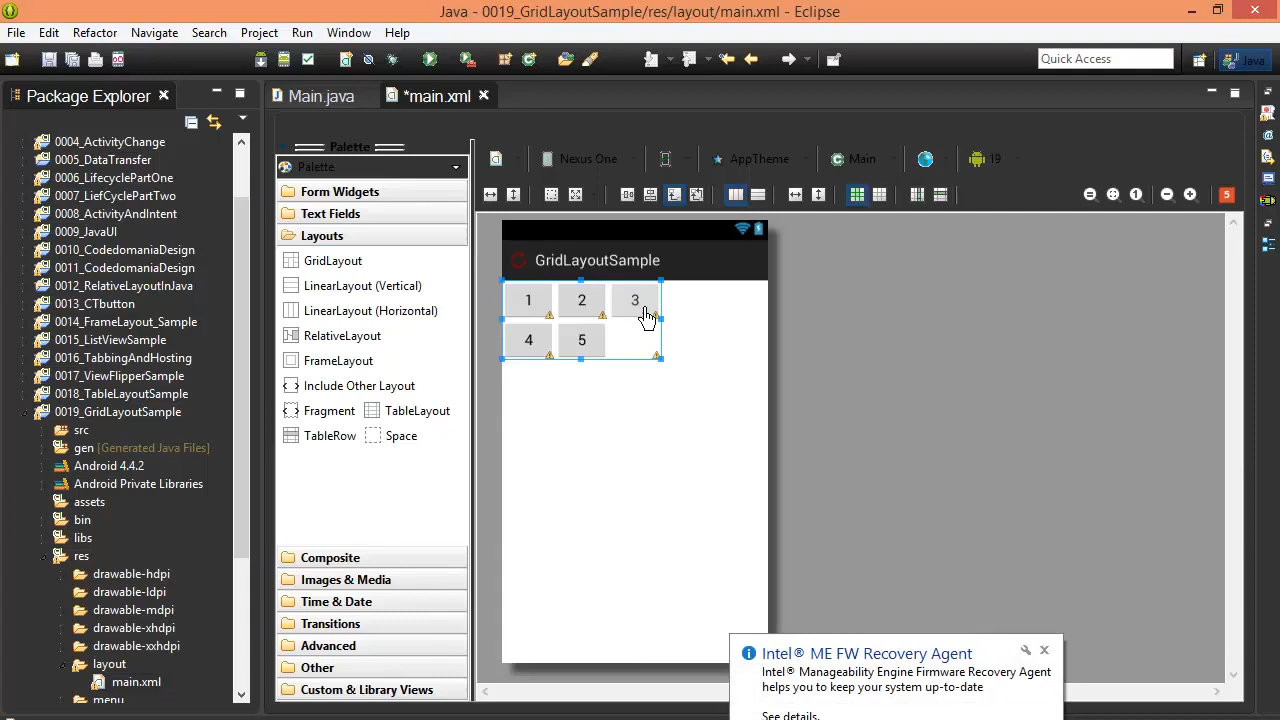 Java - 0019_GridLayoutSample/res/layout/main.xml - Eclipse
File Edit Refactor Navigate Search Project Run Window Help
Quick Access
Java
Package Explorer
0004_ActivityChange
0005_DataTransfer
0006_LifecyclePartOne
0007_LiefCyclePartTwo
0008_ActivityAndIntent
0009_JavaUI
0010_CodedomaniaDesign
0011_CodedomaniaDesign
0012_RelativeLayoutInJava
0013_CTbutton
0014_FrameLayout_Sample
0015_ListViewSample
0016_TabbingAndHosting
0017_ViewFlipperSample
0018_TableLayoutSample
0019_GridLayoutSample
src
gen [Generated Java Files]
Android 4.4.2
Android Private Libraries
assets
bin
libs
res
drawable-hdpi
drawable-ldpi
drawable-mdpi
drawable-xhdpi
drawable-xxhdpi
layout
main.xml
menu
Main.java
*main.xml
Palette
Palette
Form Widgets
Text Fields
Layouts
GridLayout
LinearLayout (Vertical)
LinearLayout (Horizontal)
RelativeLayout
FrameLayout
Include Other Layout
Fragment TableLayout
TableRow Space
Composite
Images & Media
Time & Date
Transitions
Advanced
Other
Custom & Library Views
Nexus One
AppTheme
Main
19
5
GridLayoutSample
1 2 3
4 5
Intel® ME FW Recovery Agent
Intel® Manageability Engine Firmware Recovery Agent
helps you to keep your system up-to-date
See details.